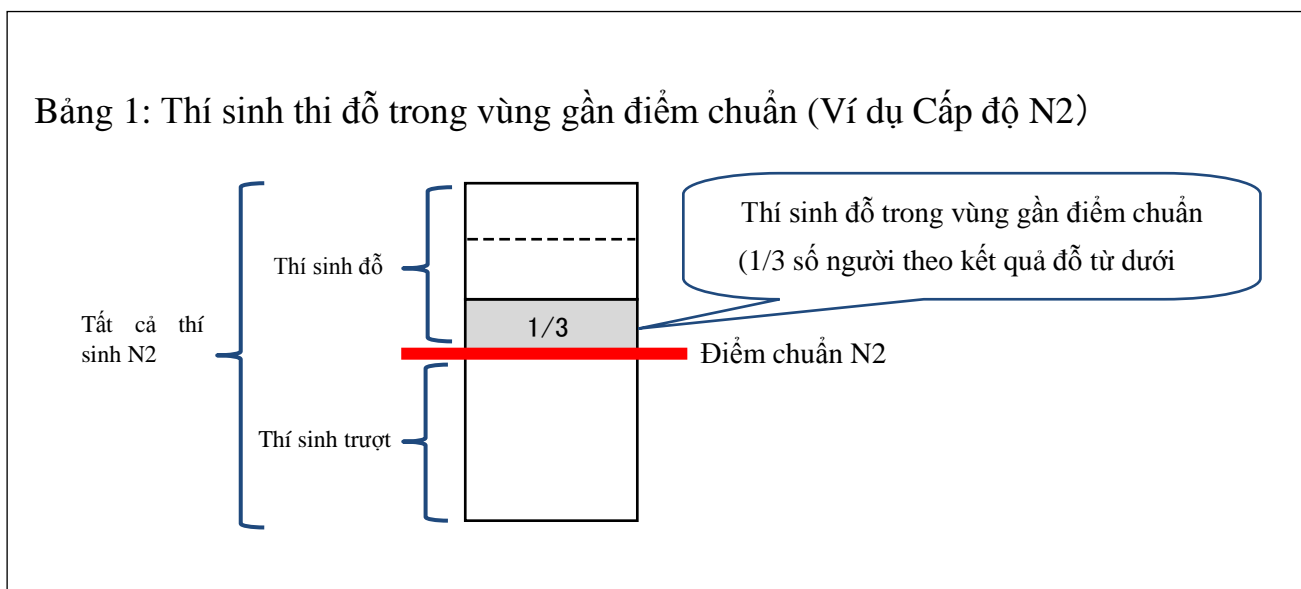 Bảng 1: Thí sinh thi đỗ trong vùng gần điểm chuẩn (Ví dụ Cấp độ N2）
Thí sinh đỗ trong vùng gần điểm chuẩn
(1/3 số người theo kết quả đỗ từ dưới
Thí sinh đỗ
Tất cả thí
sinh N2
1/3
Điểm chuẩn N2
Thí sinh trượt